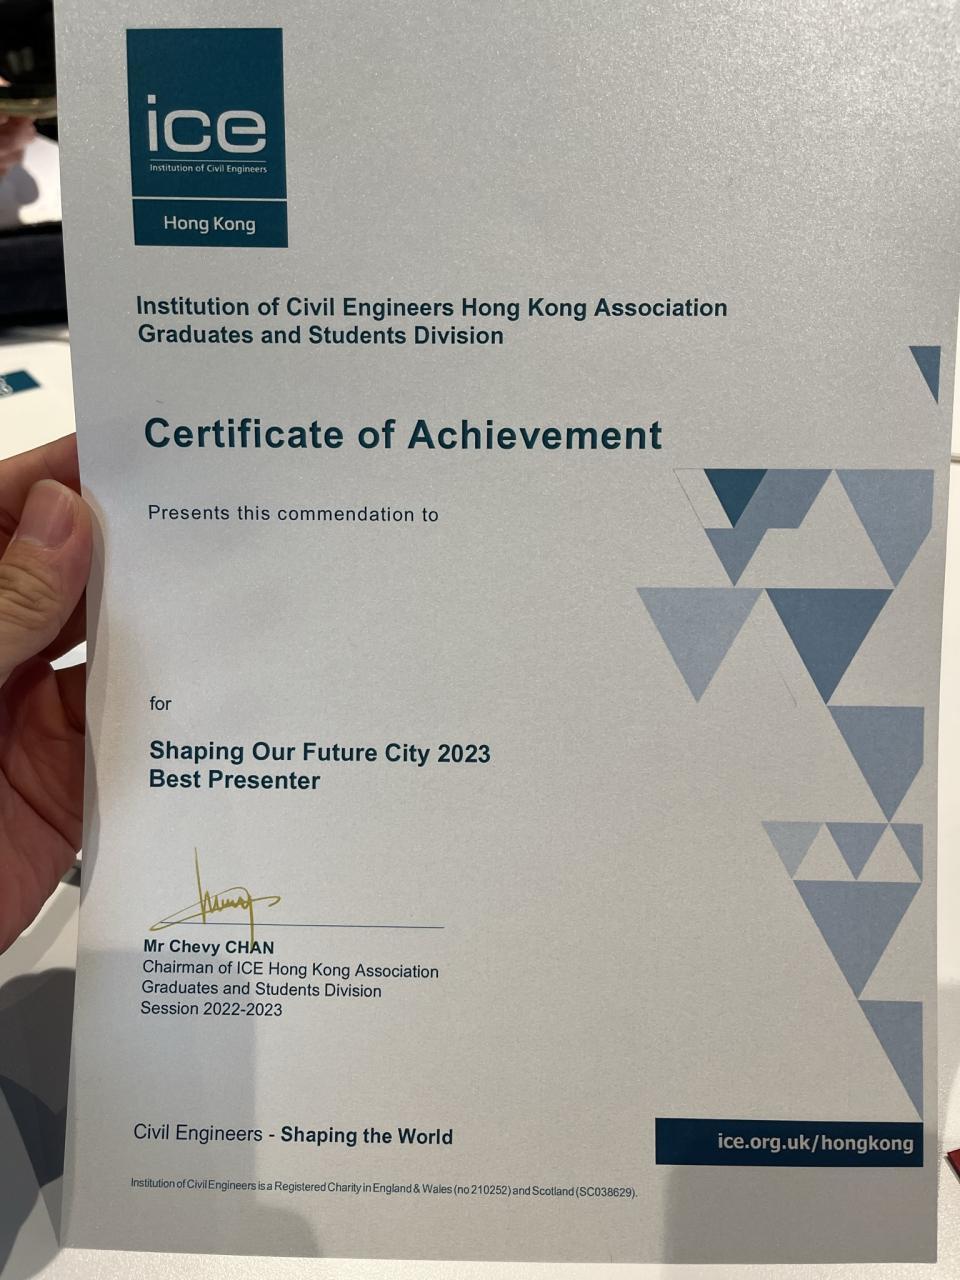 ice
Institution of Civil Engineers
Hong Kong
Institution of Civil Engineers Hong Kong Association
Graduates and Students Division
Certificate of Achievement
Presents this commendation to
for
Shaping Our Future City 2023
Best Presenter
Mr Chevy CHAN
Chairman of ICE Hong Kong Association
Graduates and Students Division
Session 2022-2023
Civil Engineers - Shaping the World
ice.org.uk/hongkong
Institution of Civil Engineers is a Registered Charity in England & Wales (no 210252) and Scotland (SC038629).